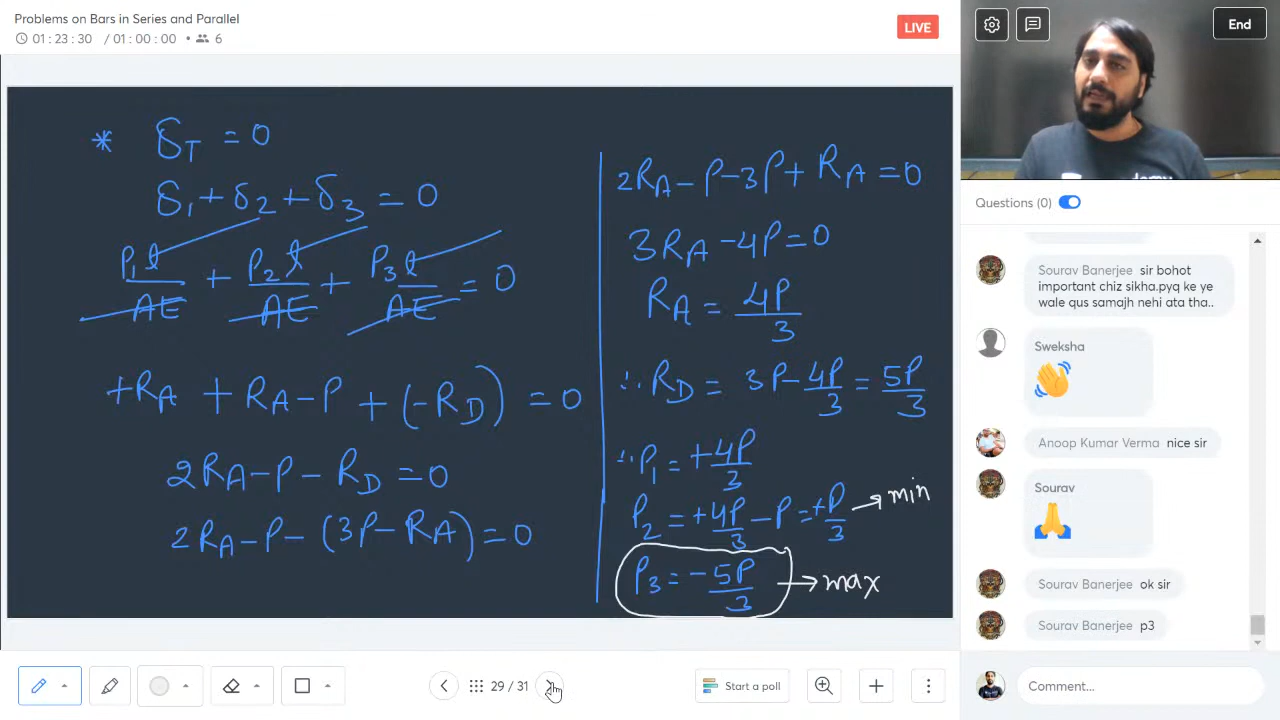 Problems on Bars in Series and Parallel
01:23:30 / 01:00:00 • 6
LIVE
End
* δT = 0
δ1 + δ2 + δ3 = 0
P1l/AE + P2l/AE + P3l/AE = 0
+RA + RA - P + (-RD) = 0
2RA - P - RD = 0
2RA - P - (3P - RA) = 0
2RA - P - 3P + RA = 0
3RA - 4P = 0
RA = 4P/3
∴ RD = 3P - 4P/3 = 5P/3
∴ P1 = +4P/3
P2 = +4P/3 - P = +P/3 → min
P3 = -5P/3 → max
Questions (0)
Sourav Banerjee sir bohot
important chiz sikha.pyq ke ye
wale qus samajh nehi ata tha..
Sweksha
Anoop Kumar Verma nice sir
Sourav
Sourav Banerjee ok sir
Sourav Banerjee p3
29 / 31
Start a poll
Comment...